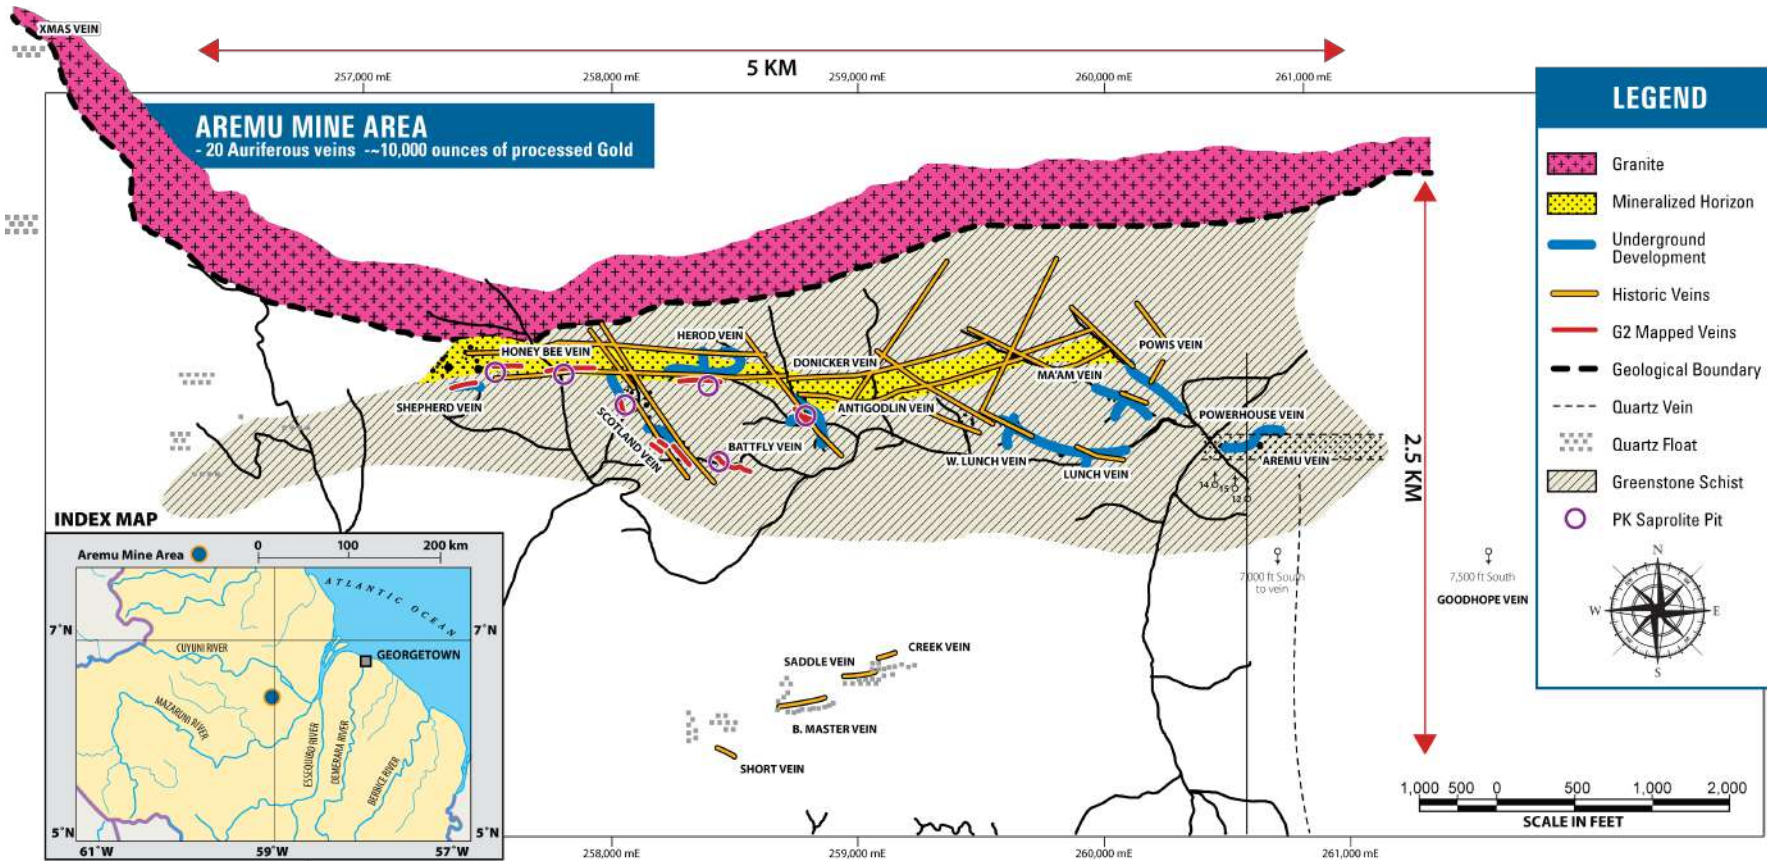 XMAS VEIN
5 KM
257,000 mE
258,000 mE
259,000 mE
260,000 mE
261,000 mE
AREMU MINE AREA
- 20 Auriferous veins -~10,000 ounces of processed Gold
LEGEND
Granite
Mineralized Horizon
Underground
Development
Historic Veins
G2 Mapped Veins
Geological Boundary
Quartz Vein
Quartz Float
Greenstone Schist
PK Saprolite Pit
N
W
E
S
HEROD VEIN
HONEY BEE VEIN
DONICKER VEIN
POWIS VEIN
MA'AM VEIN
SHEPHERD VEIN
ANTIGODLIN VEIN
POWERHOUSE VEIN
SCOTLAND VEIN
BATTFLY VEIN
W. LUNCH VEIN
LUNCH VEIN
AREMU VEIN
14
15
12
2.5 KM
7,000 ft South
to vein
7,500 ft South
GOODHOPE VEIN
CREEK VEIN
SADDLE VEIN
B. MASTER VEIN
SHORT VEIN
INDEX MAP
Aremu Mine Area
0
100
200 km
ATLANTIC OCEAN
7°N
7°N
CUYUNI RIVER
GEORGETOWN
MAZARUNI RIVER
ESSEQUIBO RIVER
DEMERARA RIVER
BERBICE RIVER
5°N
5°N
61°W
59°W
57°W
1,000
500
0
500
1,000
2,000
SCALE IN FEET
258,000 mE
259,000 mE
260,000 mE
261,000 mE